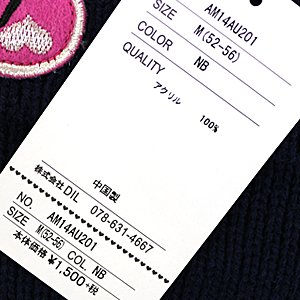 AM14AU201
SIZE M(52-56)
COLOR NB
QUALITY
アクリル 100%
中国製
株式会社DIL 078-631-4667
NO. AM14AU201
SIZE M(52-56) COL. NB
本体価格 ¥1,500+税